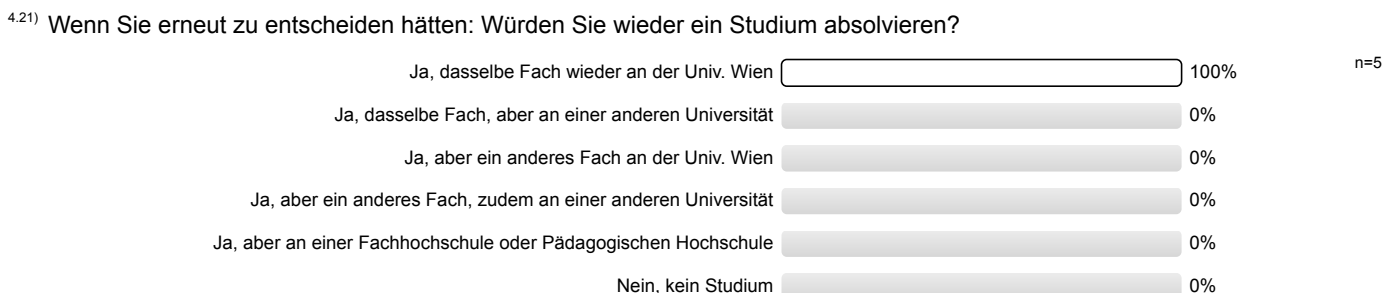 4.21) Wenn Sie erneut zu entscheiden hätten: Würden Sie wieder ein Studium absolvieren?
Ja, dasselbe Fach wieder an der Univ. Wien 100% n=5
Ja, dasselbe Fach, aber an einer anderen Universität 0%
Ja, aber ein anderes Fach an der Univ. Wien 0%
Ja, aber ein anderes Fach, zudem an einer anderen Universität 0%
Ja, aber an einer Fachhochschule oder Pädagogischen Hochschule 0%
Nein, kein Studium 0%